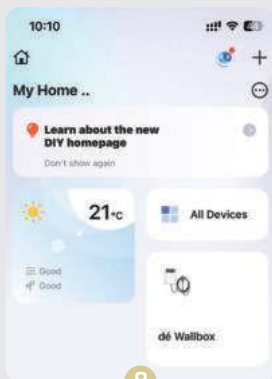 10:10
My Home ..
Learn about the new
DIY homepage
Don't show again
21°C
All Devices
Good
Good
dé Wallbox